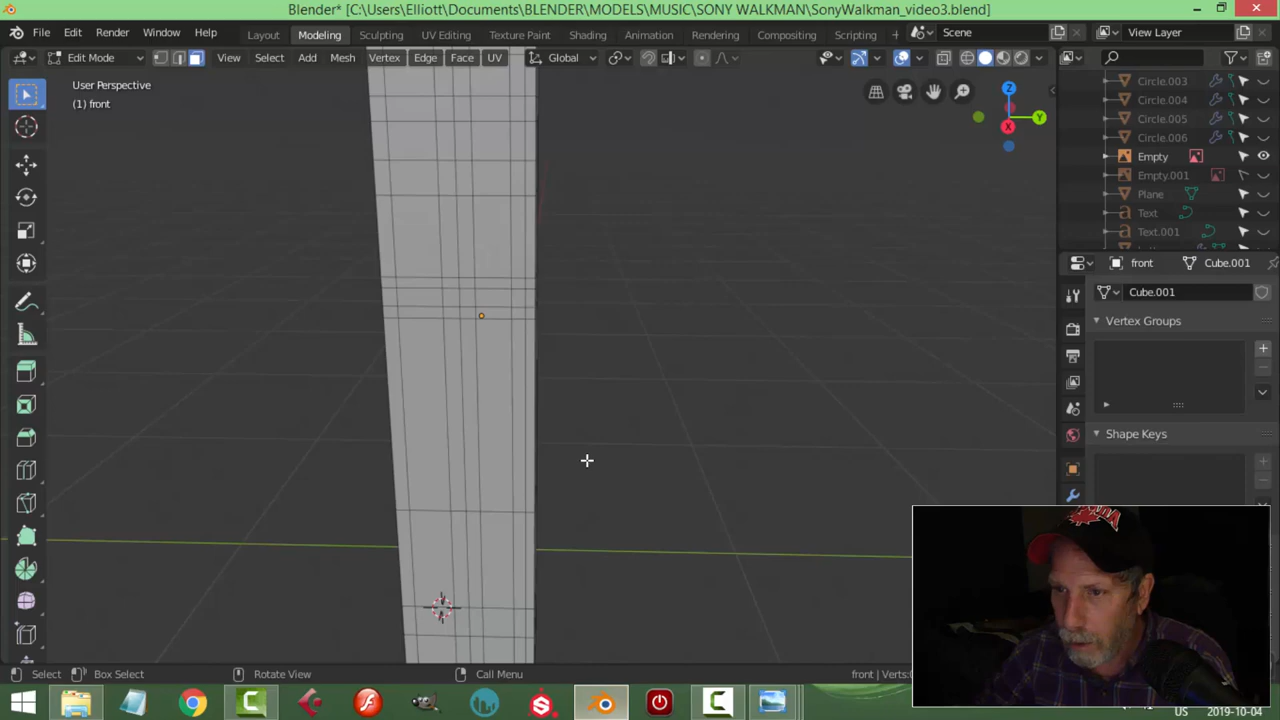 Blender* [C:\Users\Elliott\Documents\BLENDER\MODELS\MUSIC\SONY WALKMAN\SonyWalkman_video3.blend]
File Edit Render Window Help Layout Modeling Sculpting UV Editing Texture Paint Shading Animation Rendering Compositing Scripting Scene View Layer
Edit Mode View Select Add Mesh Vertex Edge Face UV Global
User Perspective
(1) front
Z
Y
X
Circle.003
Circle.004
Circle.005
Circle.006
Empty
Empty.001
Plane
Text
Text.001
front Cube.001
Cube.001
Vertex Groups
Shape Keys
Select Box Select Rotate View Call Menu front | Verts:
US 2019-10-04